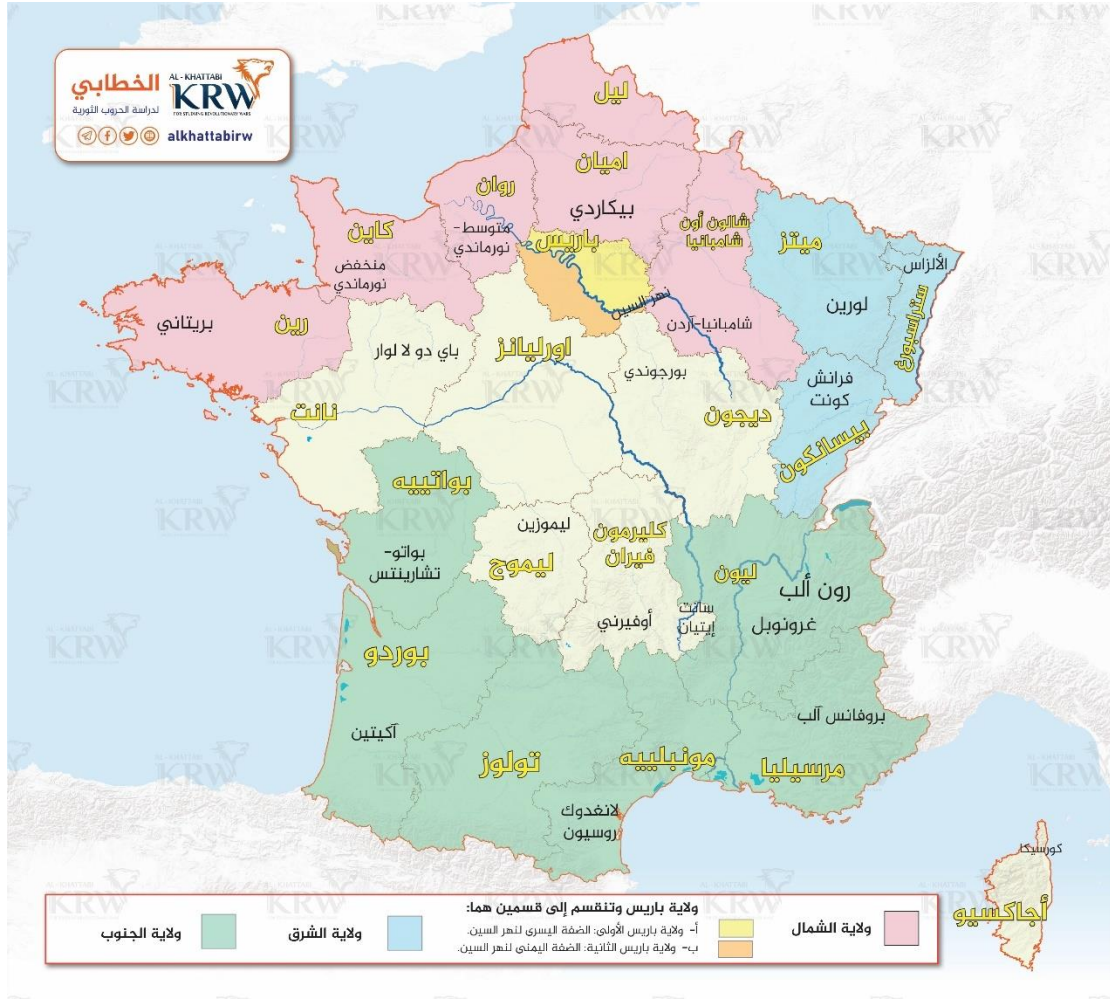 الخطابي
لدراسة الحروب الثورية
AL - KHATTABI
KRW
FOR STUDYING REVOLUTIONARY WARS
alkhattabirw
ليل
اميان
بيكاردي
روان
متوسط-
نورماندي
كاين
منخفض
نورماندي
شالون أون
شامبانيا
باريس
ميتز
الألزاس
ستراسبورغ
لورين
نهر السين
شامبانيا-آردن
بريتاني
رين
باي دو لا لوار
اورليانز
بورجوندي
فرانش
كونت
نانت
ديجون
بيسانكون
بواتييه
ليموزين
كليرمون
فيران
ليموج
بواتو-
تشارينتس
ليون
رون ألب
سانت
إيتيان
أوفيرني
غرونوبل
بوردو
بروفانس آلب
آكيتين
تولوز
مونبلييه
مرسيليا
لانغدوك
روسيون
كورسيكا
أجاكسيو
ولاية الشمال
ولاية باريس وتنقسم إلى قسمين هما:
أ- ولاية باريس الأولى: الضفة اليسرى لنهر السين.
ب- ولاية باريس الثانية: الضفة اليمنى لنهر السين.
ولاية الشرق
ولاية الجنوب